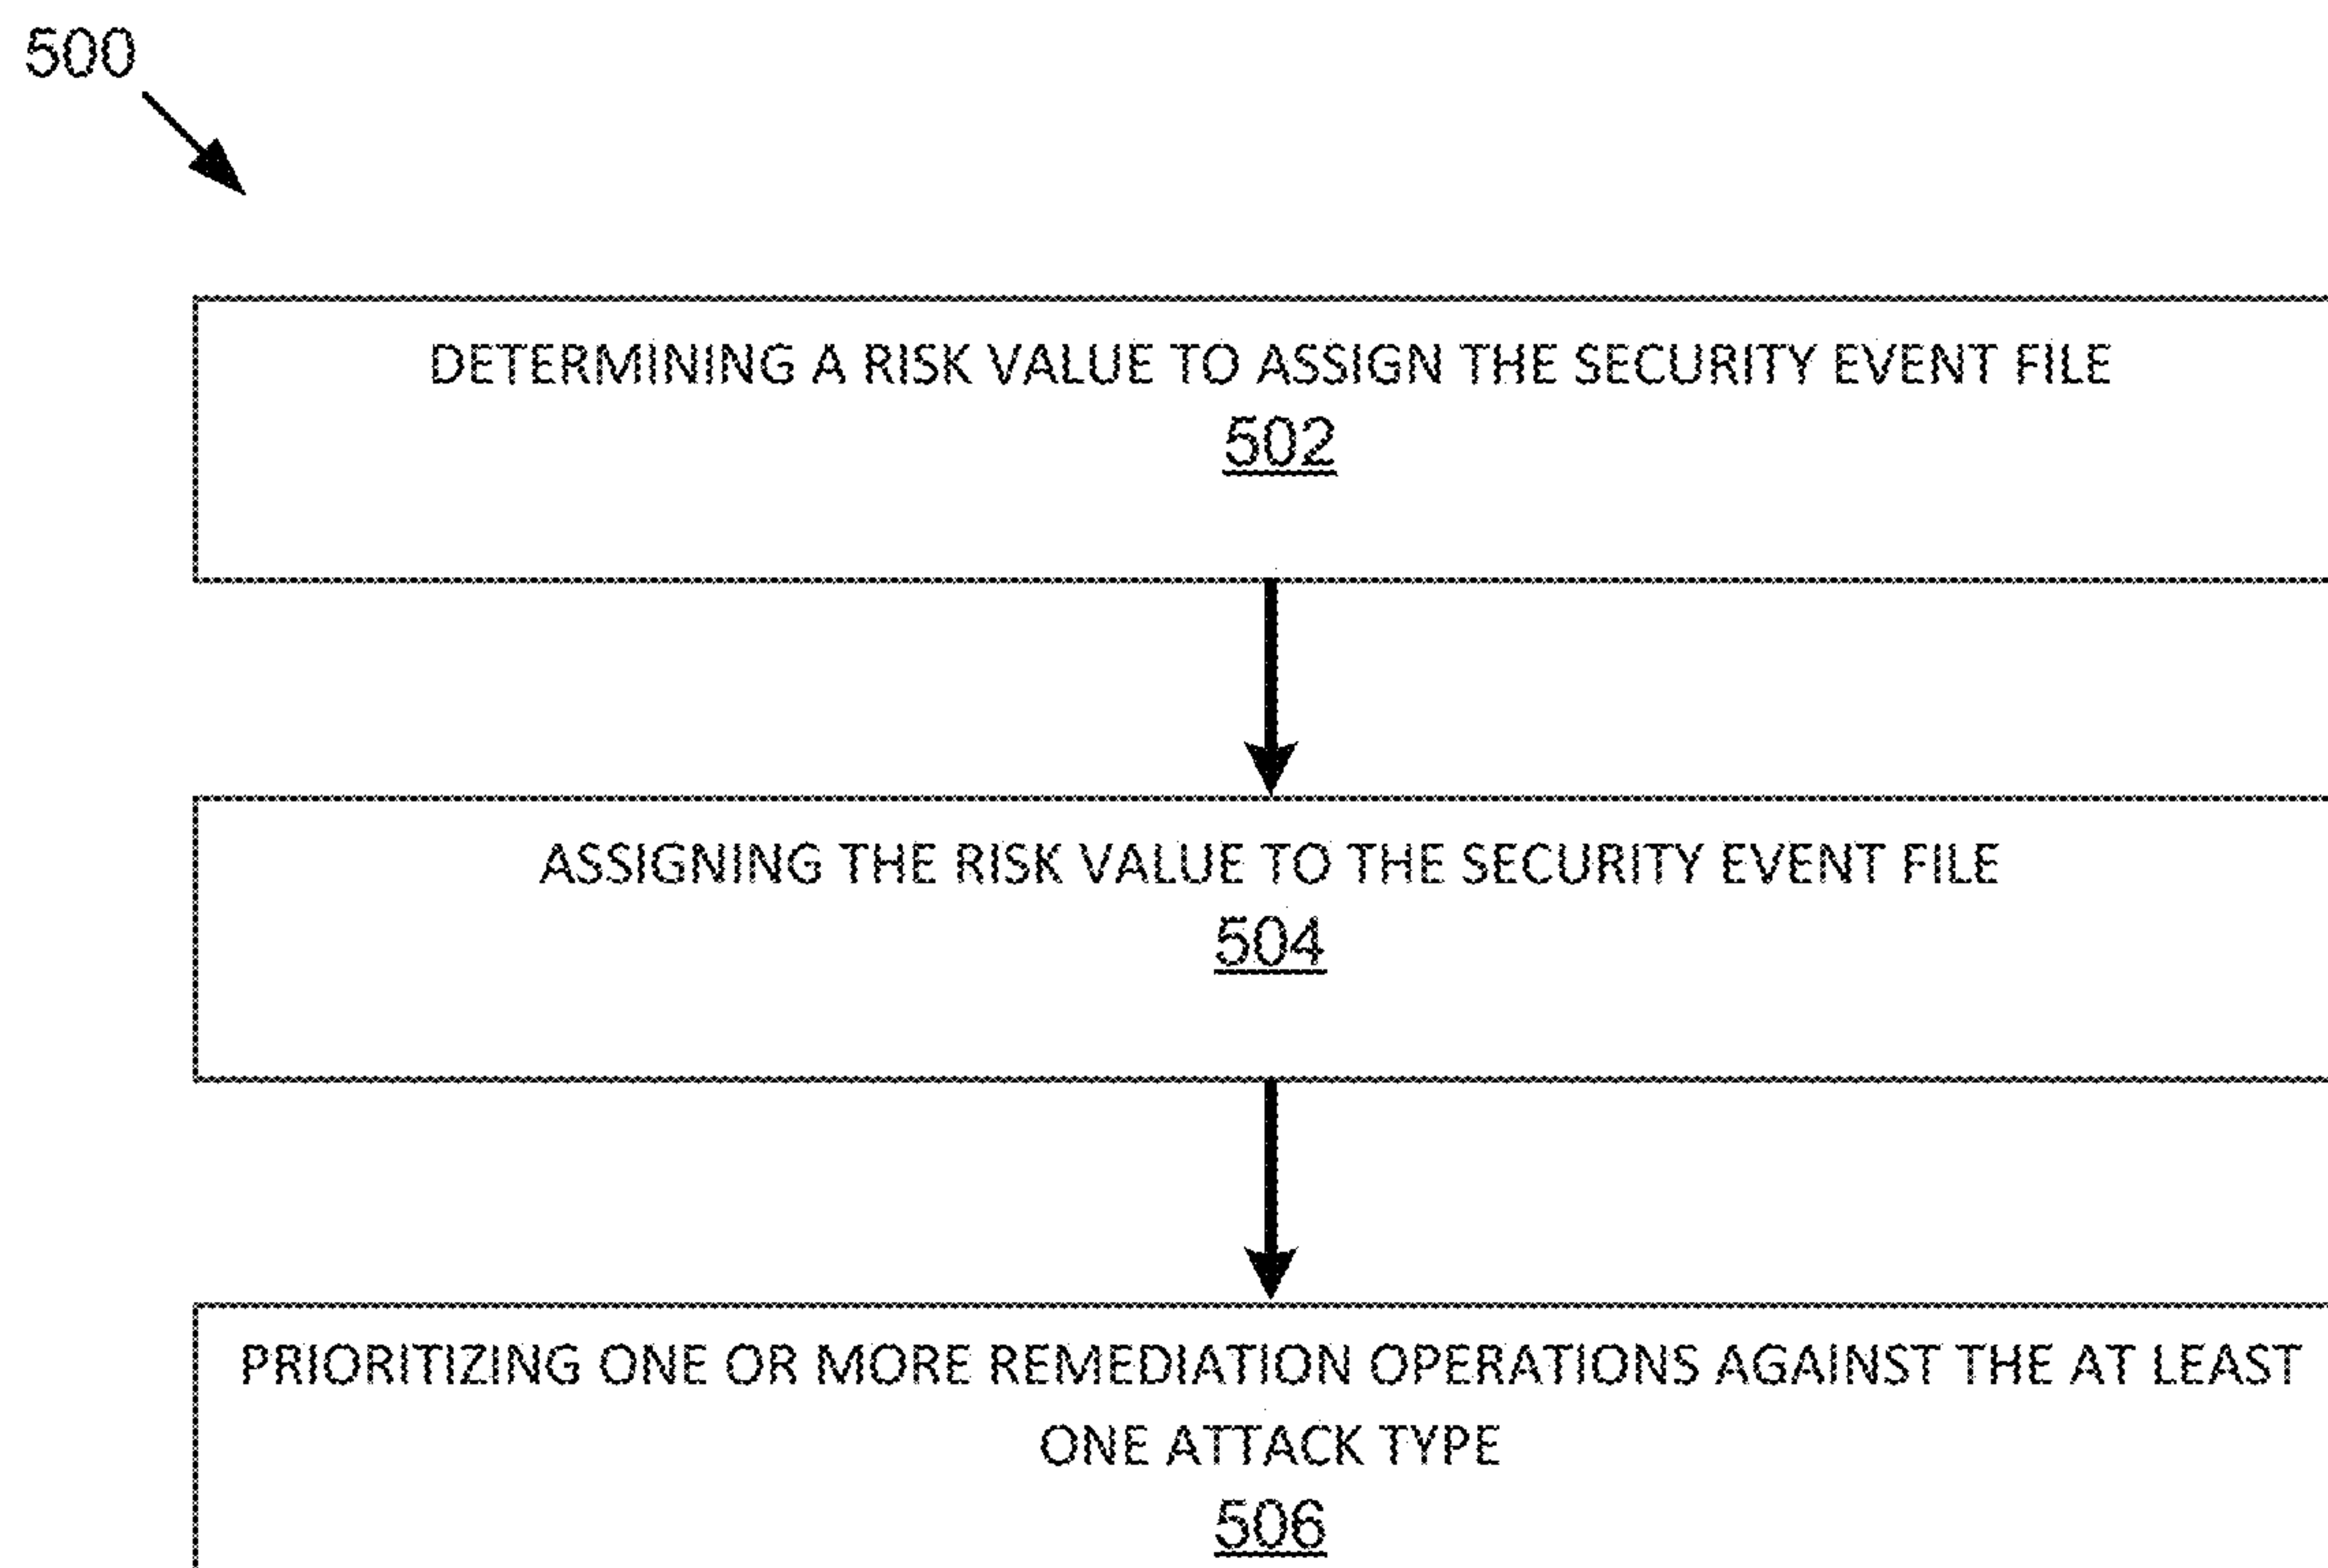 500
DETERMINING A RISK VALUE TO ASSIGN THE SECURITY EVENT FILE
502
ASSIGNING THE RISK VALUE TO THE SECURITY EVENT FILE
504
PRIORITIZING ONE OR MORE REMEDIATION OPERATIONS AGAINST THE AT LEAST
ONE ATTACK TYPE
506